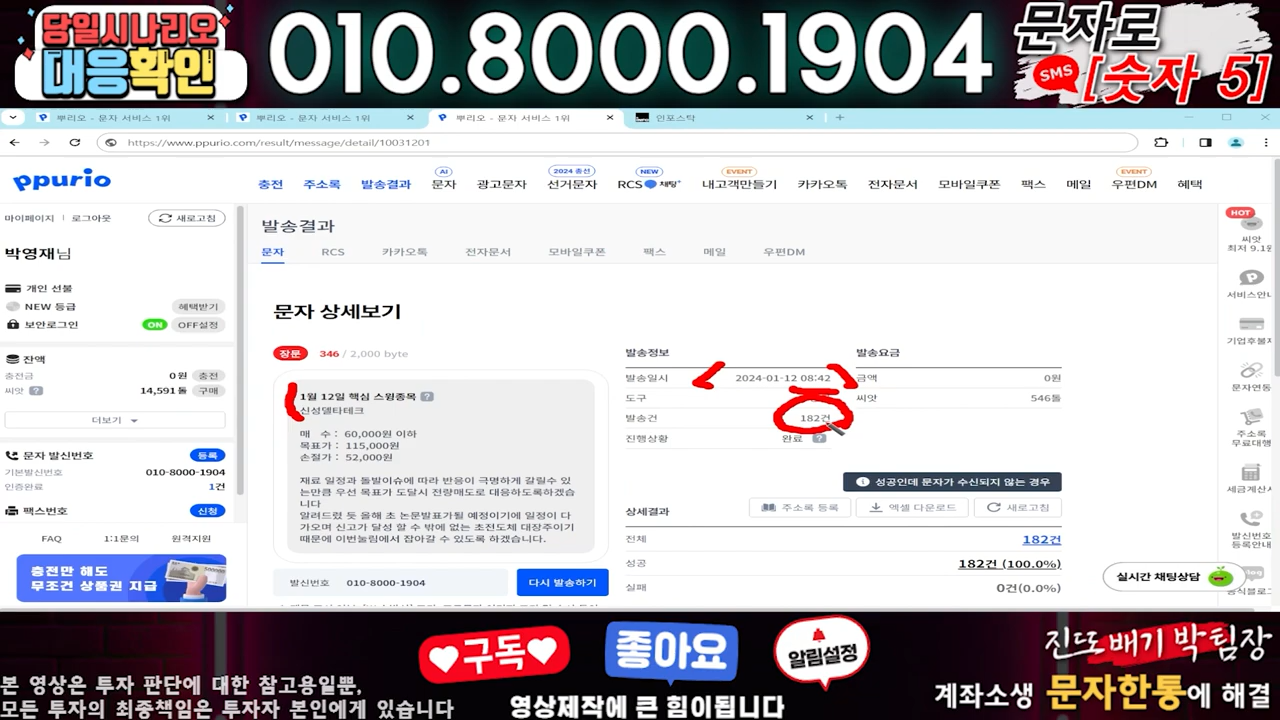 당일시나리오
대응확인
010.8000.1904
문자로
SMS
[숫자 5]
뿌리오 - 문자 서비스 1위
뿌리오 - 문자 서비스 1위
뿌리오 - 문자 서비스 1위
인포스탁
https://www.ppurio.com/result/message/detail/10031201
ppurio
충전
주소록
발송결과
AI
문자
광고문자
2024 총선
선거문자
NEW
RCS 채팅+
EVENT
내고객만들기
카카오톡
전자문서
모바일쿠폰
팩스
메일
EVENT
우편DM
혜택
마이페이지 | 로그아웃
새로고침
박영재님
개인 선불
NEW 등급
혜택받기
보안로그인
ON
OFF설정
잔액
충전금
0원
충전
씨앗 ?
14,591톨
구매
더보기
문자 발신번호
등록
기본발신번호
010-8000-1904
인증완료
1건
팩스번호
신청
FAQ
1:1문의
원격지원
충전만 해도
무조건 상품권 지급
발송결과
문자
RCS
카카오톡
전자문서
모바일쿠폰
팩스
메일
우편DM
문자 상세보기
장문
346 / 2,000 byte
1월 12일 핵심 스윙종목 ?
신성델타테크
매 수 : 60,000원 이하
목표가 : 115,000원
손절가 : 52,000원
재료 일정과 돌발이슈에 따라 반응이 극명하게 갈릴수 있
는만큼 우선 목표가 도달시 전량매도로 대응하도록하겠습
니다
알려드렸 듯 올해 초 논문발표가될 예정이기에 일정이 다
가오며 신고가 달성 할 수 밖에 없는 초전도체 대장주이기
때문에 이번눌림에서 잡아갈 수 있도록 하겠습니다.
발신번호
010-8000-1904
다시 발송하기
발송정보
발송일시
2024-01-12 08:42
도구
발송건
182건
진행상황
완료 ?
발송요금
금액
0원
씨앗
546톨
성공인데 문자가 수신되지 않는 경우
상세결과
주소록 등록
엑셀 다운로드
새로고침
전체
182건
성공
182건 (100.0%)
실패
0건(0.0%)
HOT
씨앗
최저 9.1원
서비스안내
기업후불제
문자연동
주소록
무료대행
세금계산서
발신번호
등록안내
공식블로그
실시간 채팅상담
구독
좋아요
알림설정
영상제작에 큰 힘이됩니다
본 영상은 투자 판단에 대한 참고용일뿐,
모든 투자의 최종책임은 투자자 본인에게 있습니다
진또배기 박팀장
계좌소생 문자한통에 해결